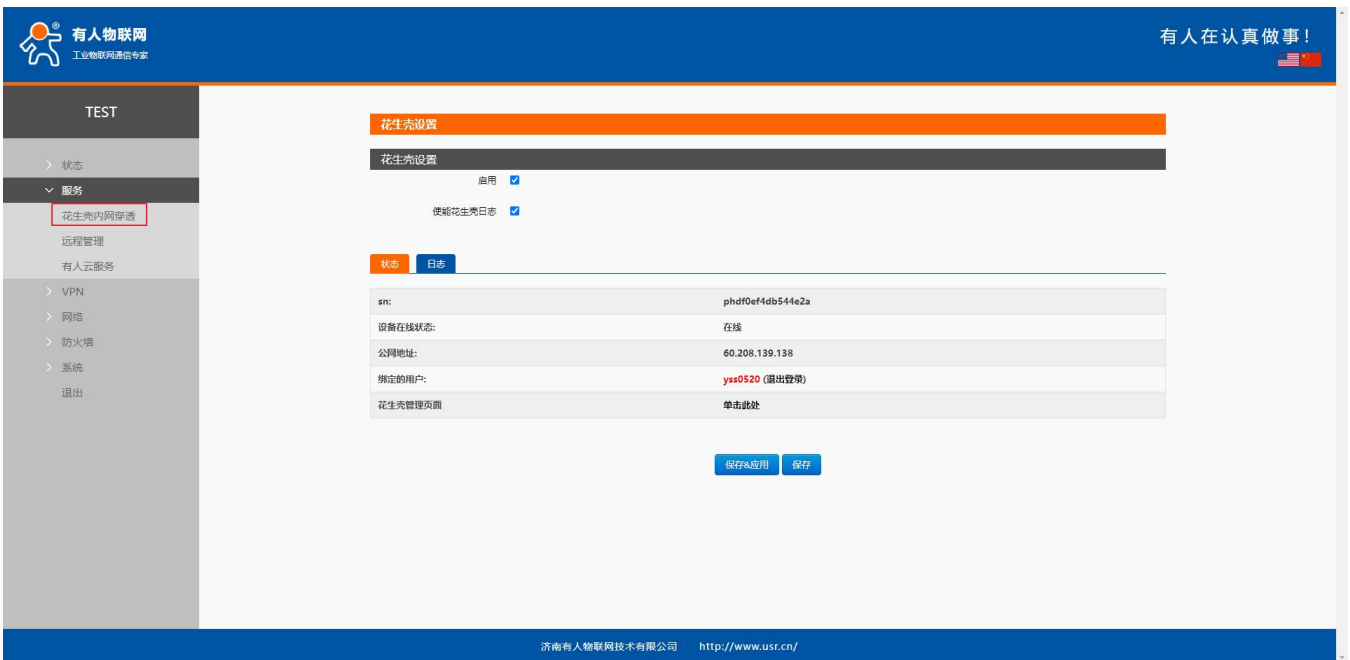 有人物联网
工业物联网通信专家
有人在认真做事!
TEST
状态
服务
花生壳内网穿透
远程管理
有人云服务
VPN
网络
防火墙
系统
退出
花生壳设置
花生壳设置
启用
使能花生壳日志
状态 日志
sn: phdf0ef4db544e2a
设备在线状态: 在线
公网地址: 60.208.139.138
绑定的用户: yss0520 (退出登录)
花生壳管理页面 单击此处
保存&应用 保存
济南有人物联网技术有限公司 http://www.usr.cn/